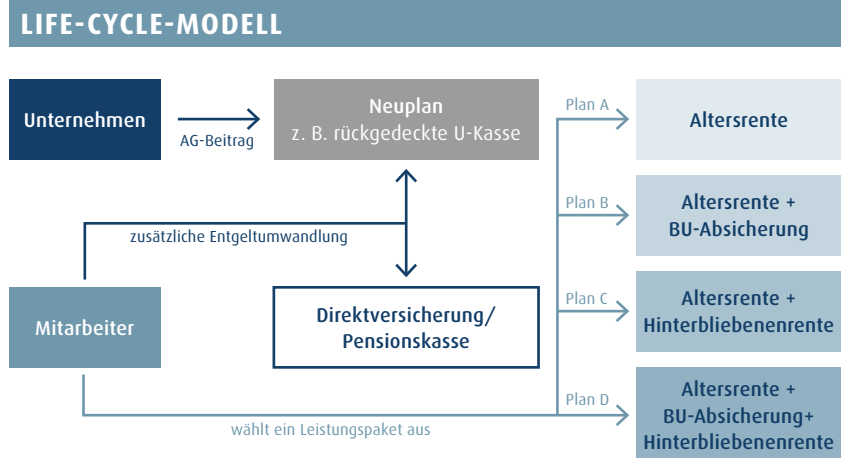 LIFE-CYCLE-MODELL
Unternehmen
AG-Beitrag
Neuplan
z. B. rückgedeckte U-Kasse
Plan A
Altersrente
Plan B
Altersrente +
BU-Absicherung
zusätzliche Entgeltumwandlung
Mitarbeiter
Direktversicherung/
Pensionskasse
Plan C
Altersrente +
Hinterbliebenenrente
Plan D
Altersrente +
BU-Absicherung+
Hinterbliebenenrente
wählt ein Leistungspaket aus